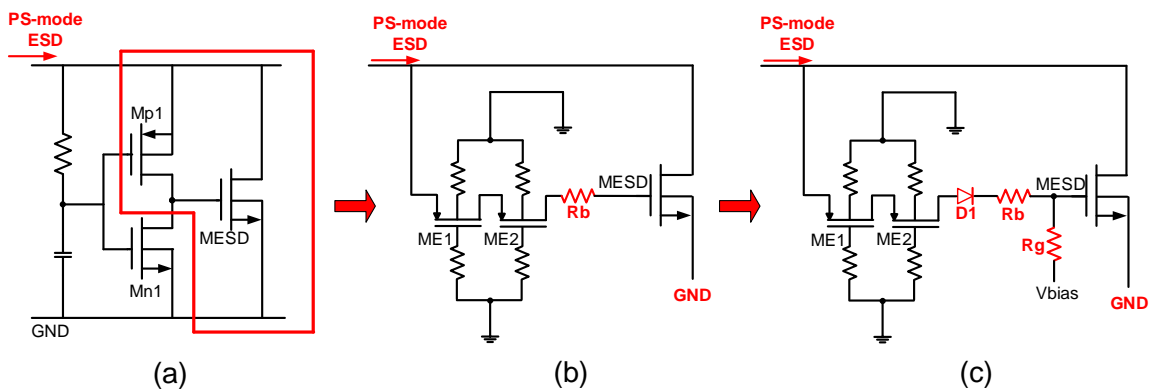 PS-mode
ESD
Mp1
MESD
Mn1
GND
(a)
PS-mode
ESD
MESD
Rb
ME1
ME2
GND
(b)
PS-mode
ESD
MESD
D1
Rb
ME1
ME2
Rg
Vbias
GND
(c)